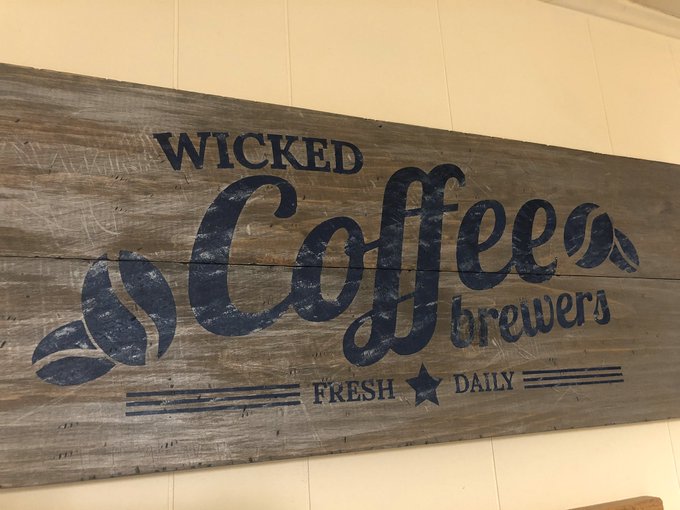 WICKED
Coffee
brewers
FRESH ★ DAILY